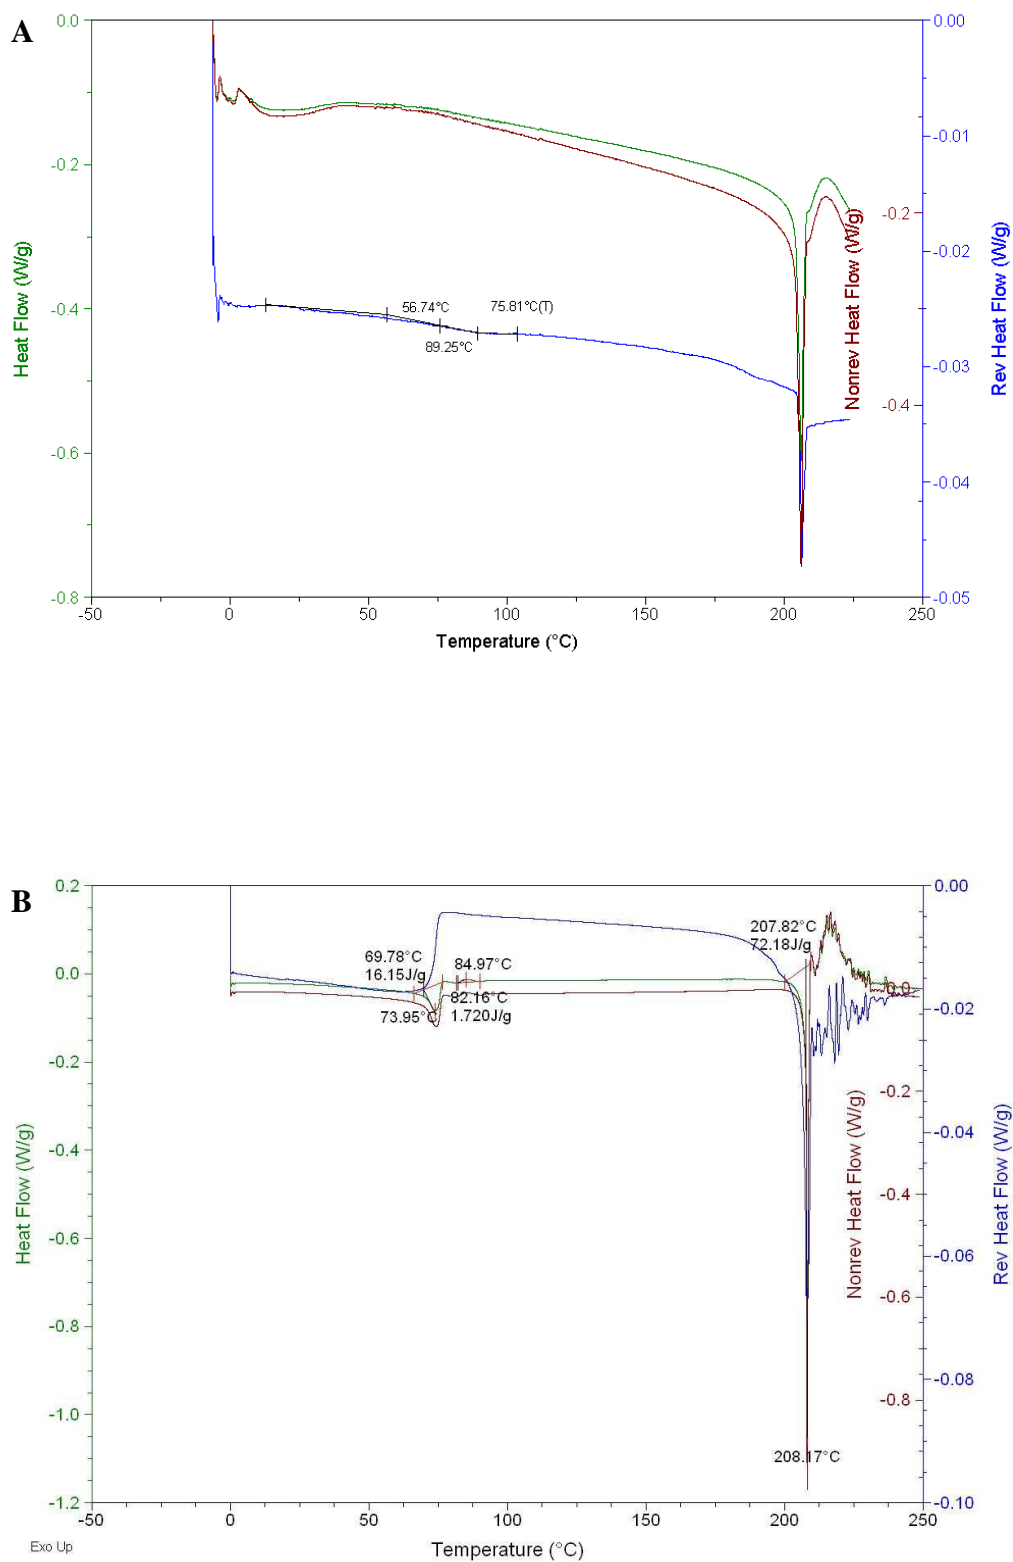 A
0.0
-0.2
-0.4
-0.6
-0.8
Heat Flow (W/g)
56.74°C
75.81°C(T)
89.25°C
-0.2
-0.4
Nonrev Heat Flow (W/g)
0.00
-0.01
-0.02
-0.03
-0.04
-0.05
Rev Heat Flow (W/g)
-50
0
50
100
150
200
250
Temperature (°C)
B
0.2
0.0
-0.2
-0.4
-0.6
-0.8
-1.0
-1.2
Heat Flow (W/g)
69.78°C
16.15J/g
73.95°C
84.97°C
82.16°C
1.720J/g
207.82°C
72.18J/g
208.17°C
0.0
-0.2
-0.4
-0.6
-0.8
Nonrev Heat Flow (W/g)
0.00
-0.02
-0.04
-0.06
-0.08
-0.10
Rev Heat Flow (W/g)
-50
0
50
100
150
200
250
Exo Up
Temperature (°C)